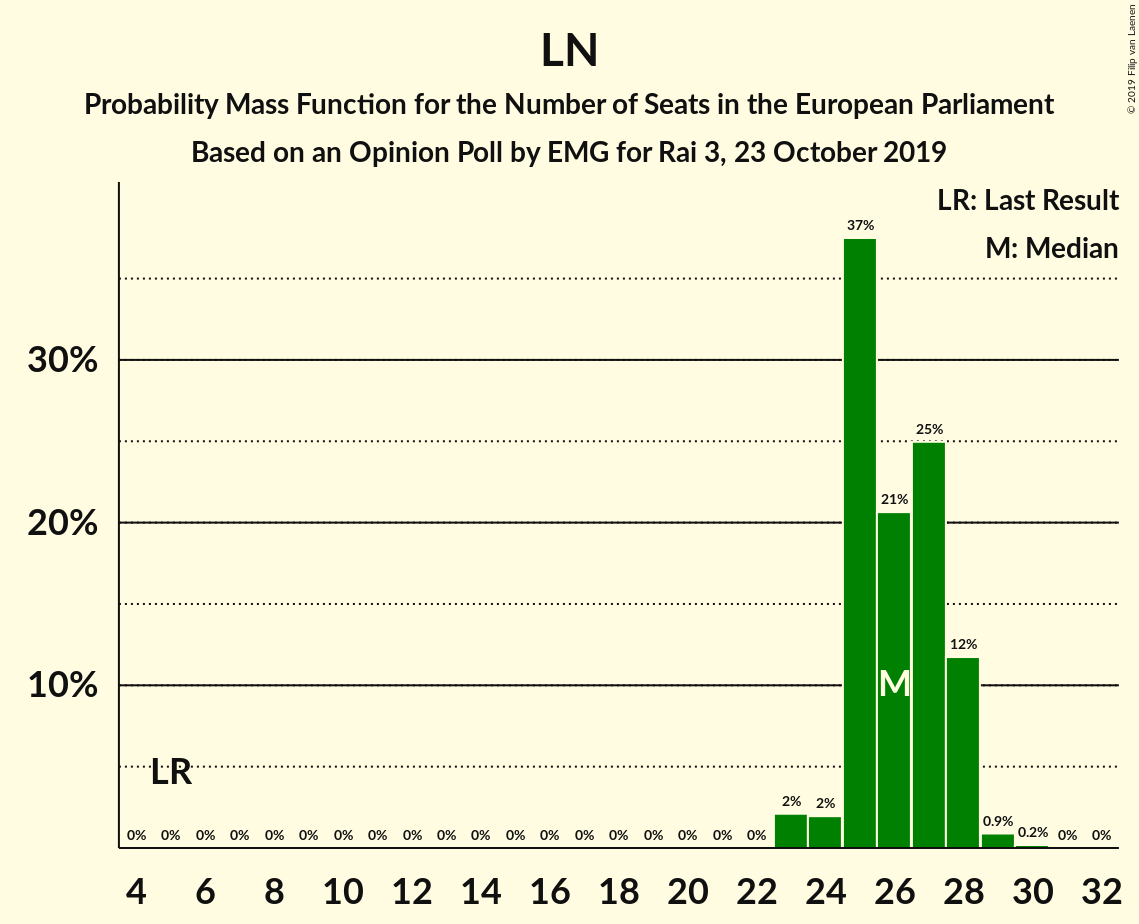 LN
Probability Mass Function for the Number of Seats in the European Parliament
Based on an Opinion Poll by EMG for Rai 3, 23 October 2019
© 2019 Filip van Laenen
LR: Last Result
M: Median
37%
30%
25%
21%
20%
12%
10%
M
LR
0% 0% 0% 0% 0% 0% 0% 0% 0% 0% 0% 0% 0% 0% 0% 0% 0% 0% 0% 2% 2% 0.9% 0.2% 0% 0%
4 6 8 10 12 14 16 18 20 22 24 26 28 30 32